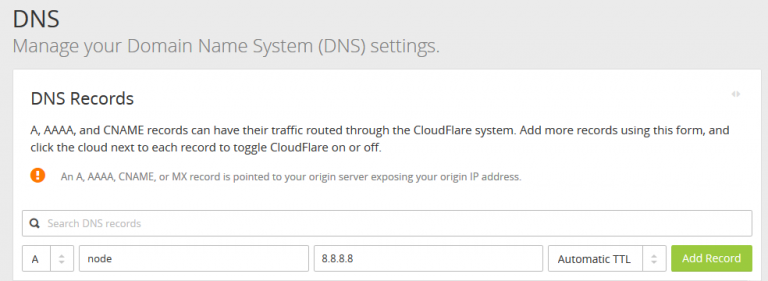 DNS
Manage your Domain Name System (DNS) settings.
DNS Records
A, AAAA, and CNAME records can have their traffic routed through the CloudFlare system. Add more records using this form, and
click the cloud next to each record to toggle CloudFlare on or off.
An A, AAAA, CNAME, or MX record is pointed to your origin server exposing your origin IP address.
Search DNS records
A node 8.8.8.8 Automatic TTL Add Record